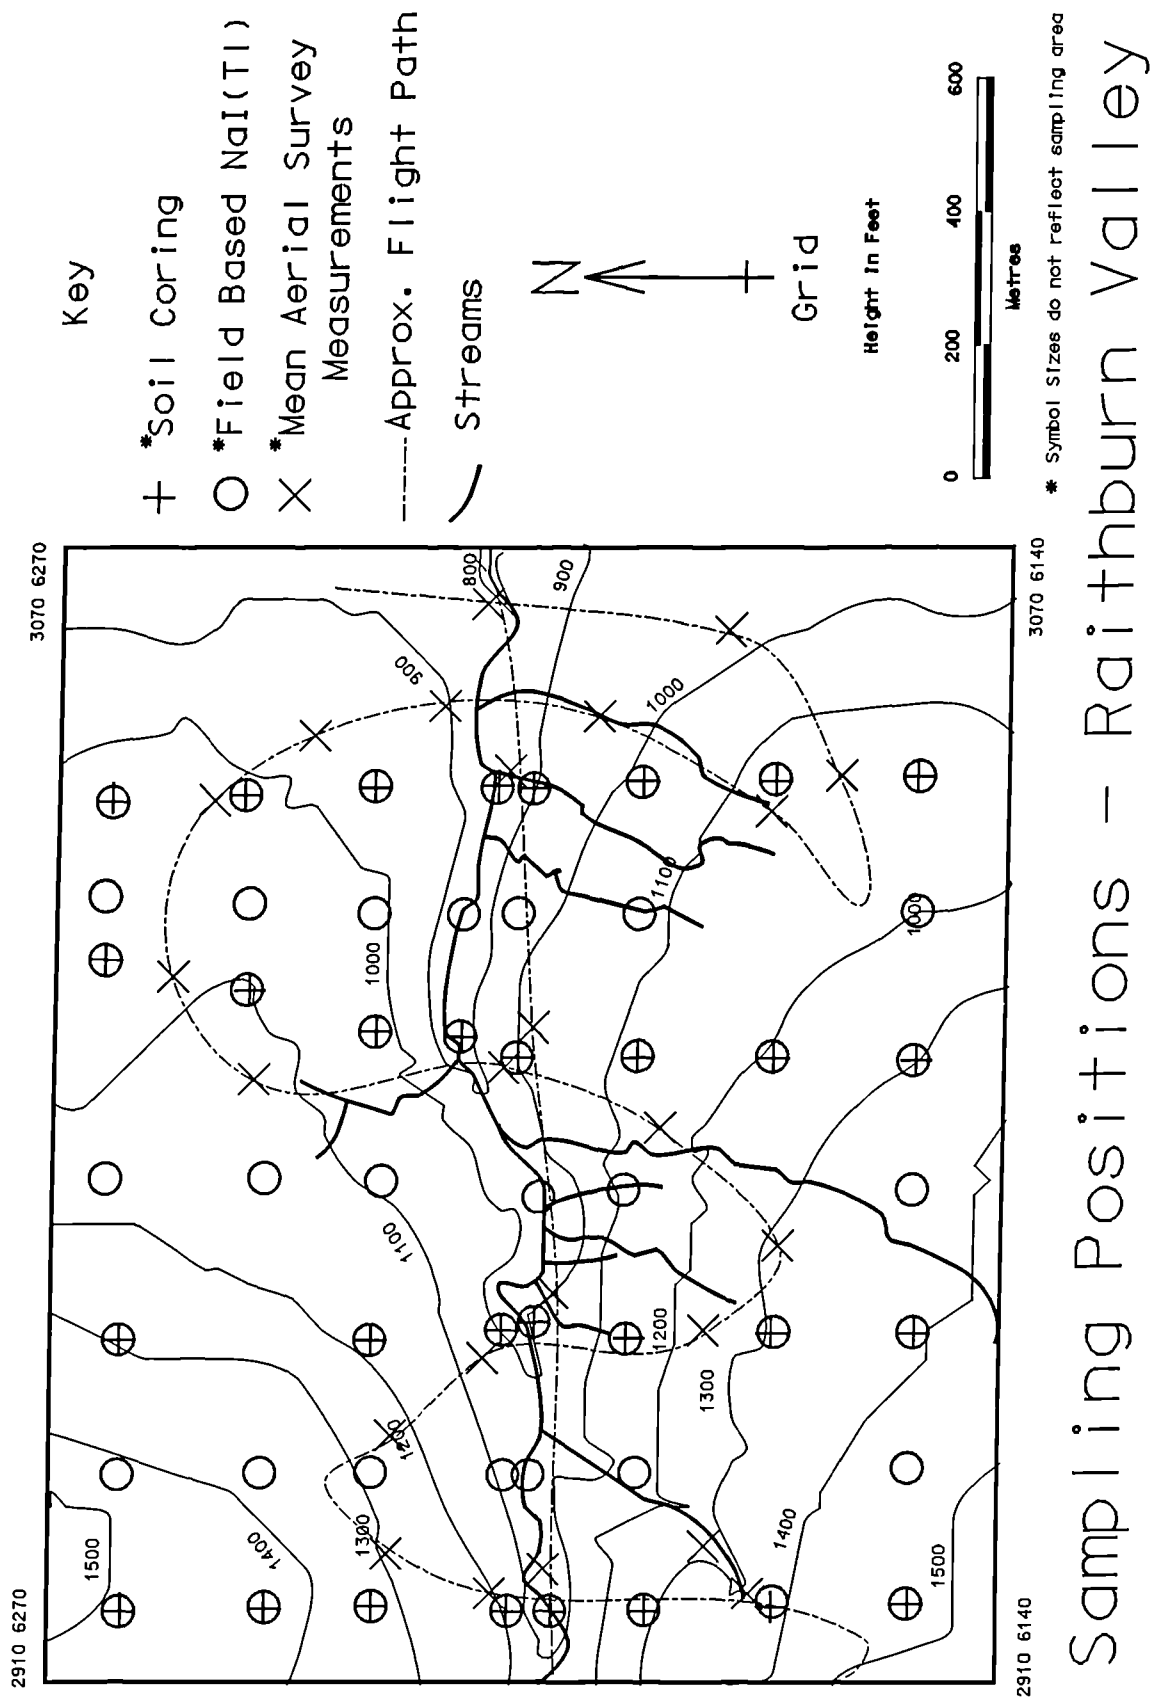 Key
+ *Soil Coring
O *Field Based NaI(Tl)
X *Mean Aerial Survey
Measurements
Approx. Flight Path
Streams
N
Grid
Height in Feet
0 200 400 600
Metres
* Symbol Sizes do not reflect sampling area
2910 6270
3070 6270
1500
1400
1300
1200
1100
1000
900
800
900
1000
1100
1000
1200
1300
1400
1500
2910 6140
3070 6140
Sampling Positions - Raithburn Valley